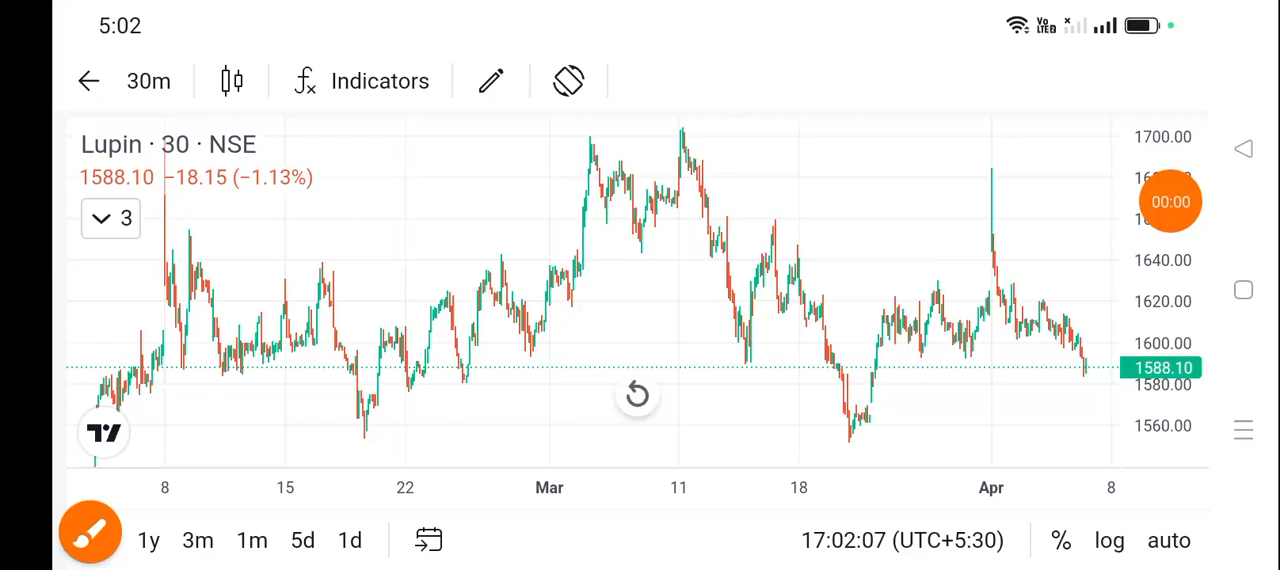 5:02
30m
Indicators
Lupin · 30 · NSE
1588.10 −18.15 (−1.13%)
3
1700.00
00:00
1640.00
1620.00
1600.00
1588.10
1580.00
1560.00
8 15 22 Mar 11 18 Apr 8
1y 3m 1m 5d 1d
17:02:07 (UTC+5:30)
% log auto